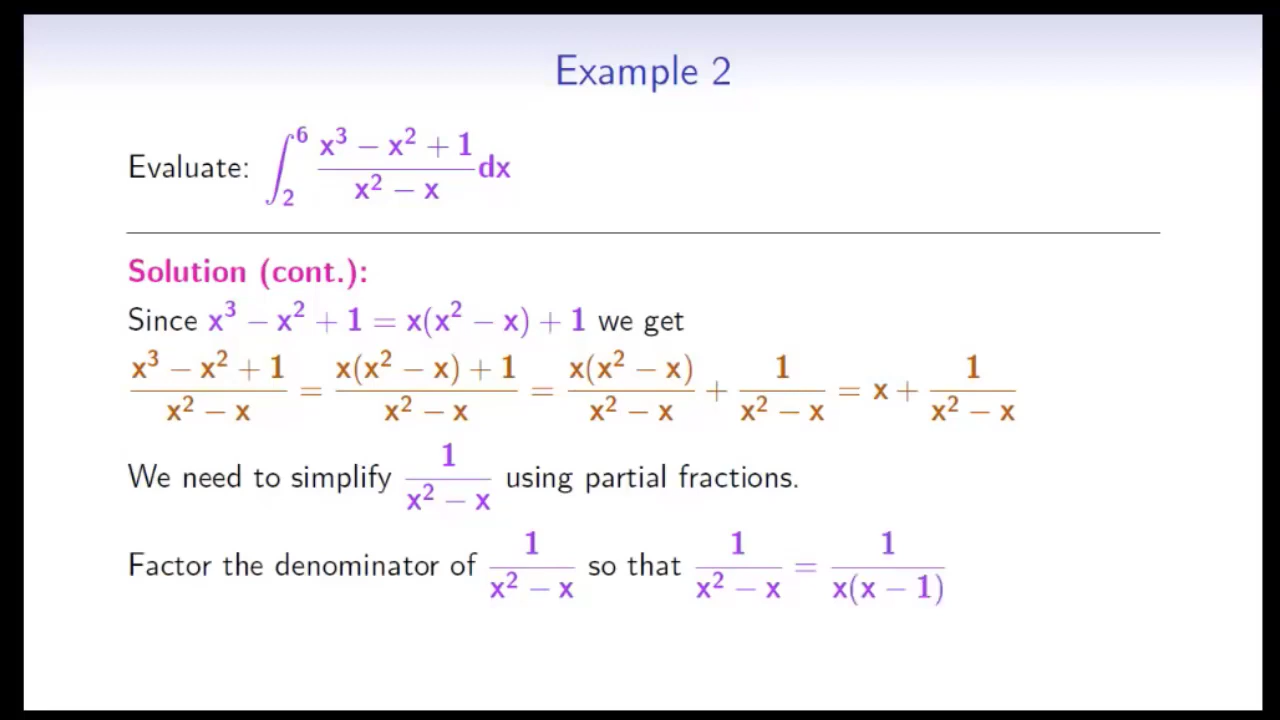 Example 2
Evaluate: ∫₂⁶ (x³ − x² + 1)/(x² − x) dx
Solution (cont.):
Since x³ − x² + 1 = x(x² − x) + 1 we get
(x³ − x² + 1)/(x² − x) = (x(x² − x) + 1)/(x² − x) = x(x² − x)/(x² − x) + 1/(x² − x) = x + 1/(x² − x)
We need to simplify 1/(x² − x) using partial fractions.
Factor the denominator of 1/(x² − x) so that 1/(x² − x) = 1/(x(x − 1))